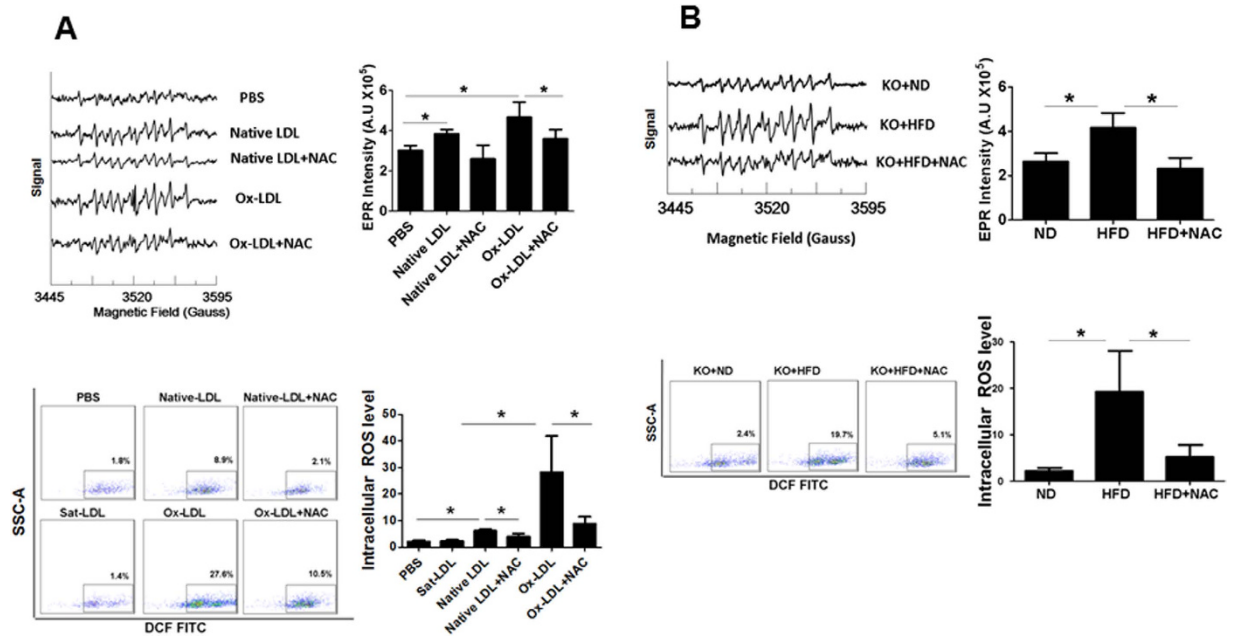 A
PBS
Native LDL
Native LDL+NAC
Ox-LDL
Ox-LDL+NAC
Signal
3445 3520 3595
Magnetic Field (Gauss)
EPR Intensity (A.U X10⁵)
6
4
2
0
* * *
PBS
Native LDL
Native LDL+NAC
Ox-LDL
Ox-LDL+NAC
B
KO+ND
KO+HFD
KO+HFD+NAC
Signal
3445 3520 3595
Magnetic Field (Gauss)
EPR Intensity (A.U X10⁵)
6
4
2
0
* *
ND HFD HFD+NAC
PBS Native-LDL Native-LDL+NAC
1.8% 8.9% 2.1%
Sat-LDL Ox-LDL Ox-LDL+NAC
1.4% 27.6% 10.5%
SSC-A
DCF FITC
Intracellular ROS level
50
40
30
20
10
0
* * * *
PBS
Sat-LDL
Native LDL
Native LDL+NAC
Ox-LDL
Ox-LDL+NAC
KO+ND KO+HFD KO+HFD+NAC
2.4% 19.7% 5.1%
SSC-A
DCF FITC
Intracellular ROS level
30
20
10
0
* *
ND HFD HFD+NAC